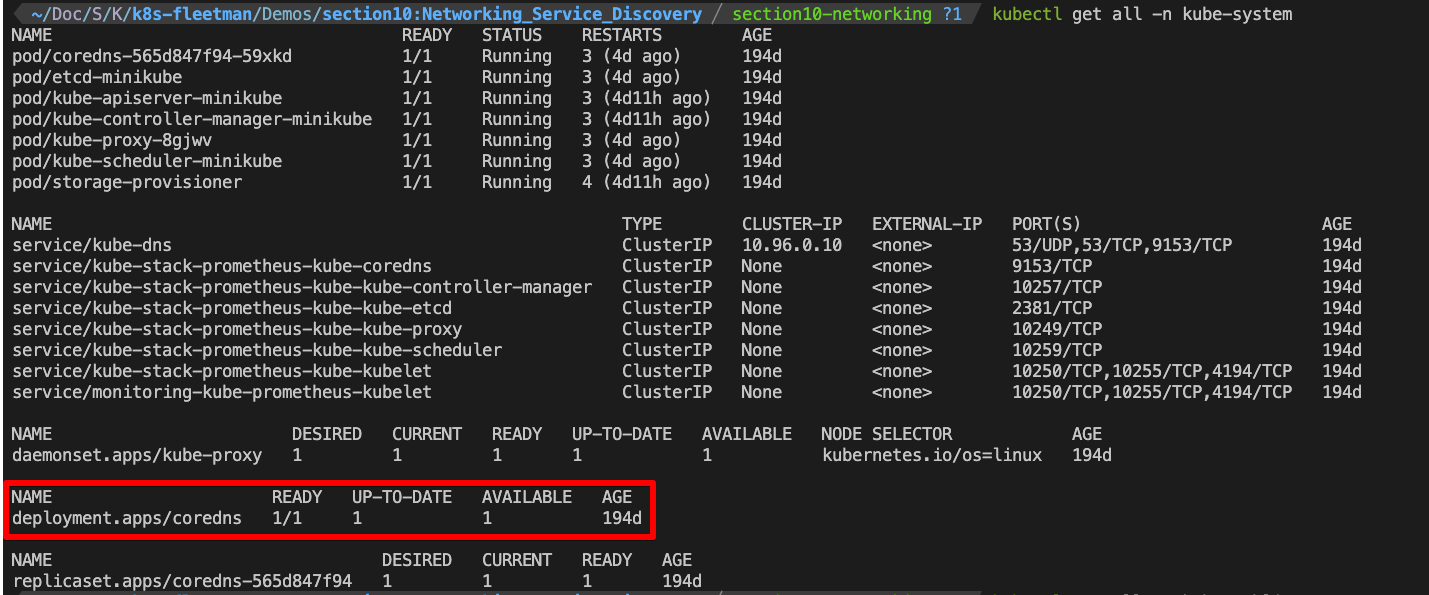 ~/Doc/S/K/k8s-fleetman/Demos/section10:Networking_Service_Discovery / section10-networking ?1 kubectl get all -n kube-system
NAME READY STATUS RESTARTS AGE
pod/coredns-565d847f94-59xkd 1/1 Running 3 (4d ago) 194d
pod/etcd-minikube 1/1 Running 3 (4d ago) 194d
pod/kube-apiserver-minikube 1/1 Running 3 (4d11h ago) 194d
pod/kube-controller-manager-minikube 1/1 Running 3 (4d11h ago) 194d
pod/kube-proxy-8gjwv 1/1 Running 3 (4d ago) 194d
pod/kube-scheduler-minikube 1/1 Running 3 (4d ago) 194d
pod/storage-provisioner 1/1 Running 4 (4d11h ago) 194d
NAME TYPE CLUSTER-IP EXTERNAL-IP PORT(S) AGE
service/kube-dns ClusterIP 10.96.0.10 <none> 53/UDP,53/TCP,9153/TCP 194d
service/kube-stack-prometheus-kube-coredns ClusterIP None <none> 9153/TCP 194d
service/kube-stack-prometheus-kube-kube-controller-manager ClusterIP None <none> 10257/TCP 194d
service/kube-stack-prometheus-kube-kube-etcd ClusterIP None <none> 2381/TCP 194d
service/kube-stack-prometheus-kube-kube-proxy ClusterIP None <none> 10249/TCP 194d
service/kube-stack-prometheus-kube-kube-scheduler ClusterIP None <none> 10259/TCP 194d
service/kube-stack-prometheus-kube-kubelet ClusterIP None <none> 10250/TCP,10255/TCP,4194/TCP 194d
service/monitoring-kube-prometheus-kubelet ClusterIP None <none> 10250/TCP,10255/TCP,4194/TCP 194d
NAME DESIRED CURRENT READY UP-TO-DATE AVAILABLE NODE SELECTOR AGE
daemonset.apps/kube-proxy 1 1 1 1 1 kubernetes.io/os=linux 194d
NAME READY UP-TO-DATE AVAILABLE AGE
deployment.apps/coredns 1/1 1 1 194d
NAME DESIRED CURRENT READY AGE
replicaset.apps/coredns-565d847f94 1 1 1 194d